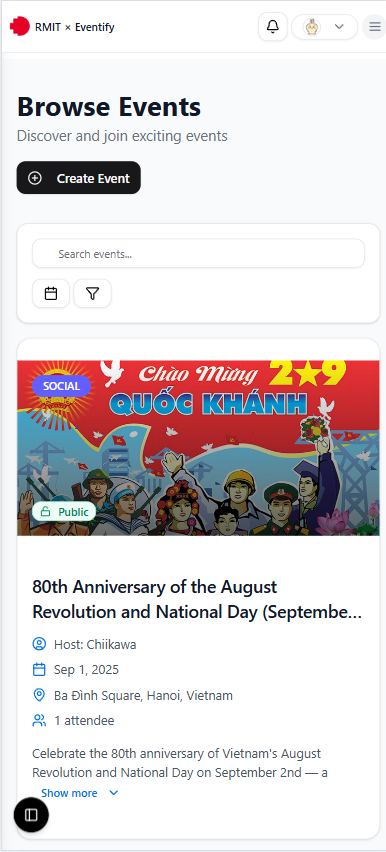 RMIT × Eventify
Browse Events
Discover and join exciting events
Create Event
Search events...
SOCIAL
Chào Mừng 2★9
QUỐC KHÁNH
Public
80th Anniversary of the August
Revolution and National Day (Septembe...
Host: Chiikawa
Sep 1, 2025
Ba Đình Square, Hanoi, Vietnam
1 attendee
Celebrate the 80th anniversary of Vietnam's August
Revolution and National Day on September 2nd — a
Show more